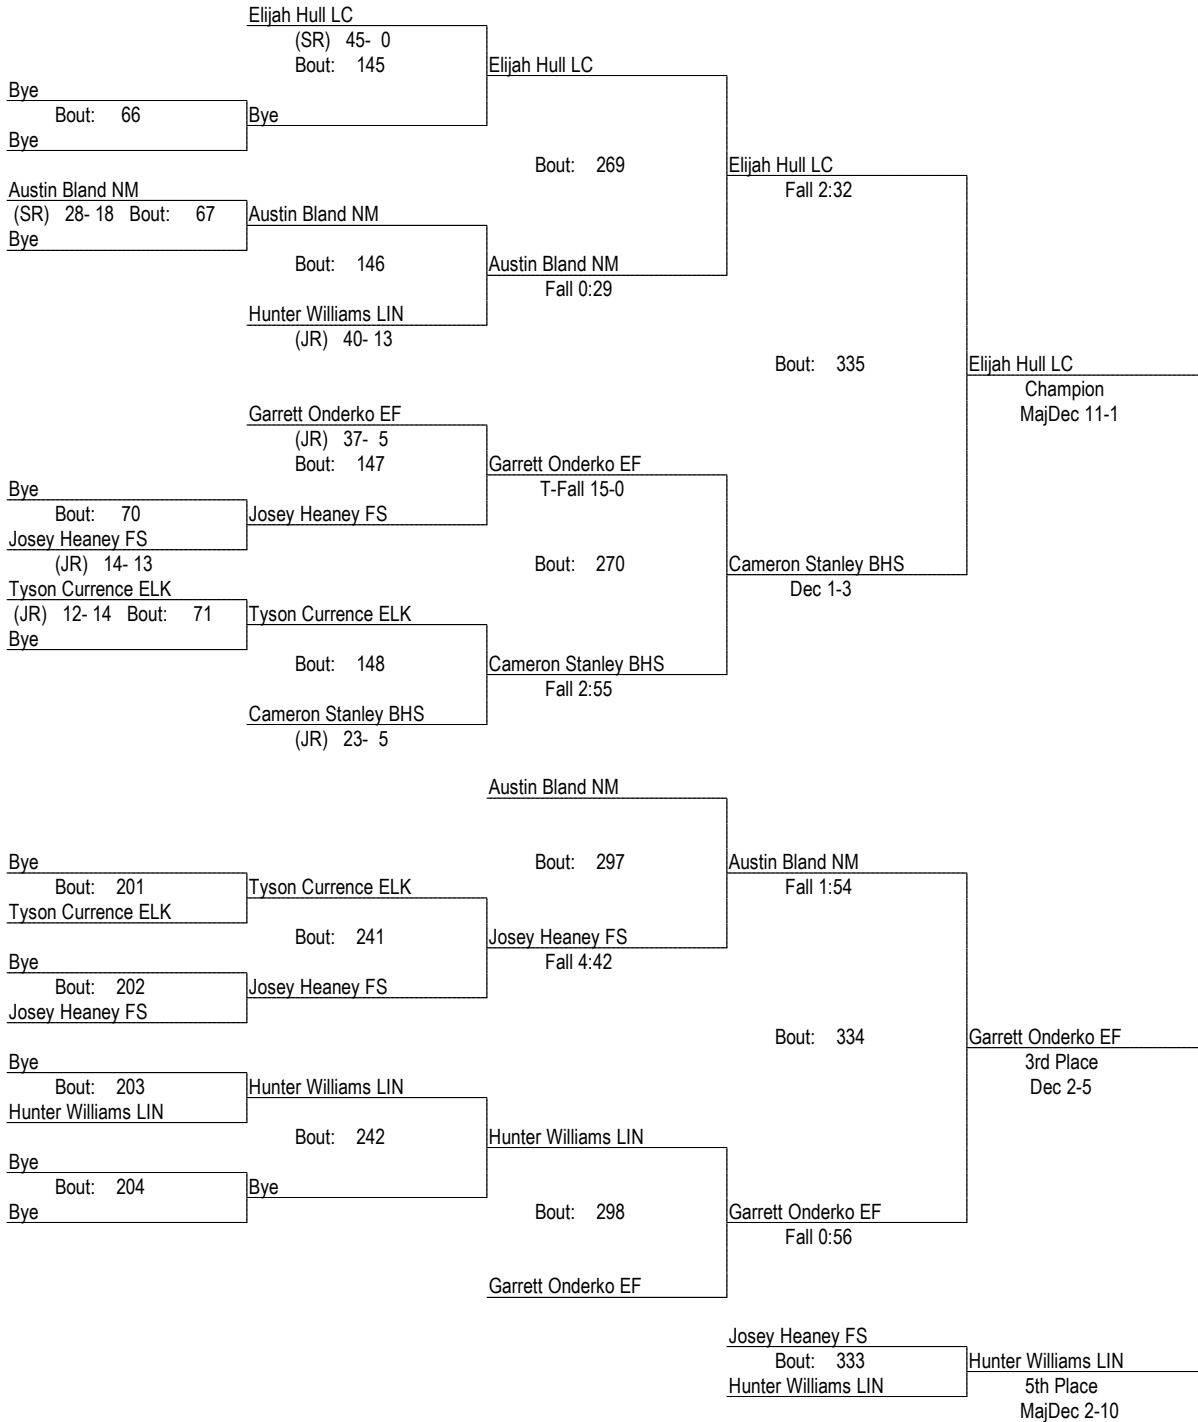 Elijah Hull LC
(SR) 45- 0
Bout: 145
Elijah Hull LC
Bye
Bout: 66
Bye
Bye
Bout: 269
Elijah Hull LC
Fall 2:32
Austin Bland NM
(SR) 28- 18 Bout: 67
Austin Bland NM
Bye
Bout: 146
Austin Bland NM
Fall 0:29
Hunter Williams LIN
(JR) 40- 13
Bout: 335
Elijah Hull LC
Champion
MajDec 11-1
Garrett Onderko EF
(JR) 37- 5
Bout: 147
Garrett Onderko EF
T-Fall 15-0
Bye
Bout: 70
Josey Heaney FS
Josey Heaney FS
(JR) 14- 13
Bout: 270
Cameron Stanley BHS
Dec 1-3
Tyson Currence ELK
(JR) 12- 14 Bout: 71
Tyson Currence ELK
Bye
Bout: 148
Cameron Stanley BHS
Fall 2:55
Cameron Stanley BHS
(JR) 23- 5
Austin Bland NM
Bout: 297
Austin Bland NM
Fall 1:54
Bye
Bout: 201
Tyson Currence ELK
Tyson Currence ELK
Bout: 241
Josey Heaney FS
Fall 4:42
Bye
Bout: 202
Josey Heaney FS
Josey Heaney FS
Bout: 334
Garrett Onderko EF
3rd Place
Dec 2-5
Bye
Bout: 203
Hunter Williams LIN
Hunter Williams LIN
Bout: 242
Hunter Williams LIN
Bye
Bout: 204
Bye
Bye
Bout: 298
Garrett Onderko EF
Fall 0:56
Garrett Onderko EF
Josey Heaney FS
Bout: 333
Hunter Williams LIN
Hunter Williams LIN
5th Place
MajDec 2-10